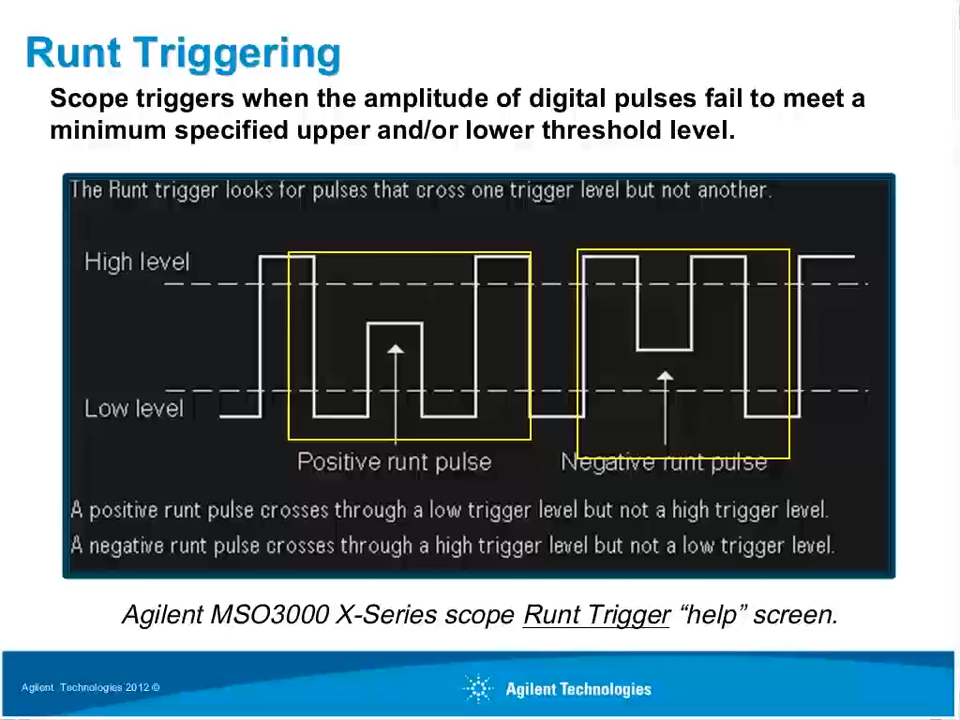 Runt Triggering
Scope triggers when the amplitude of digital pulses fail to meet a
minimum specified upper and/or lower threshold level.
The Runt trigger looks for pulses that cross one trigger level but not another.
High level
Low level
Positive runt pulse
Negative runt pulse
A positive runt pulse crosses through a low trigger level but not a high trigger level.
A negative runt pulse crosses through a high trigger level but not a low trigger level.
Agilent MSO3000 X-Series scope Runt Trigger “help” screen.
Agilent Technologies 2012 ©
Agilent Technologies